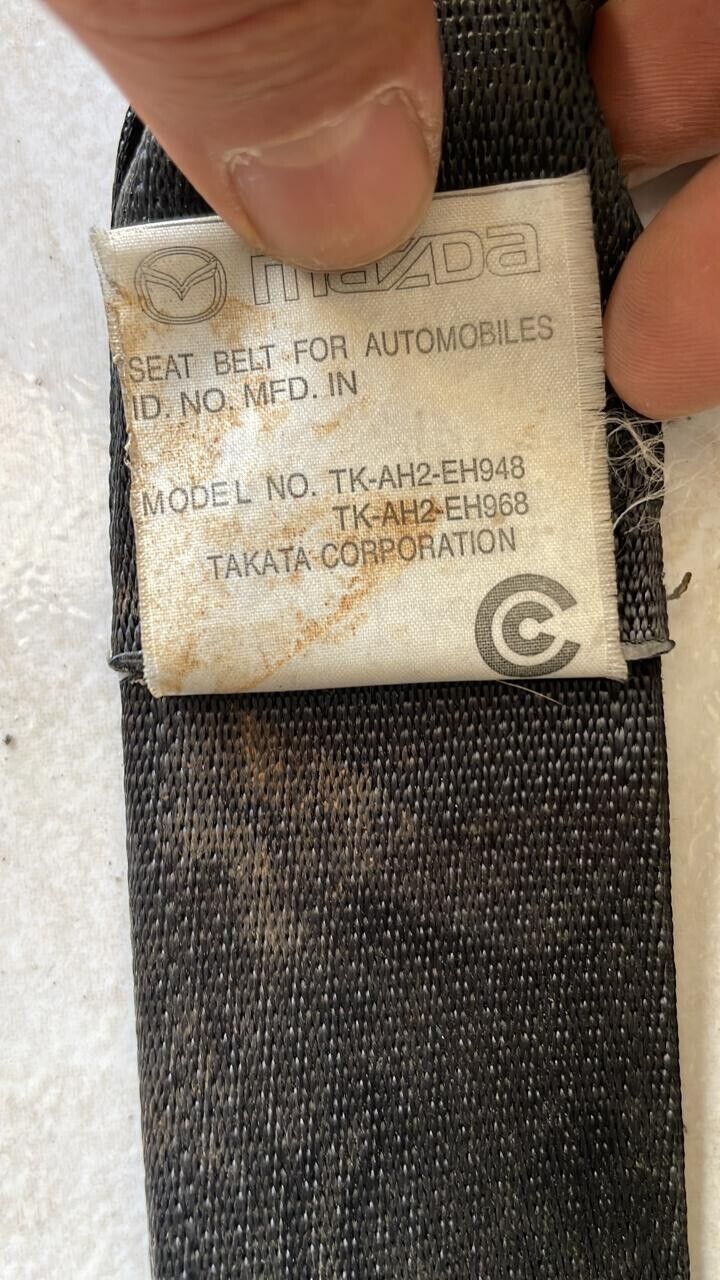 mazda
SEAT BELT FOR AUTOMOBILES
ID. NO. MFD. IN
MODEL NO. TK-AH2-EH948
TK-AH2-EH968
TAKATA CORPORATION
C